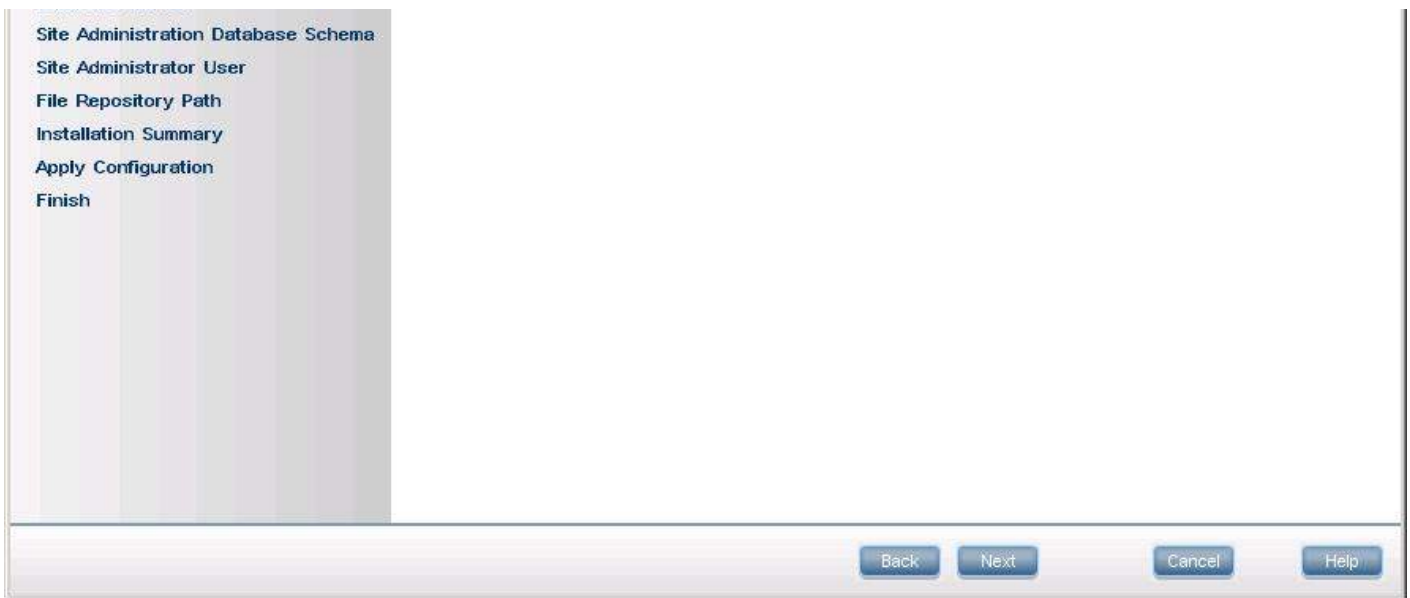 Site Administration Database Schema
Site Administrator User
File Repository Path
Installation Summary
Apply Configuration
Finish
Back Next Cancel Help